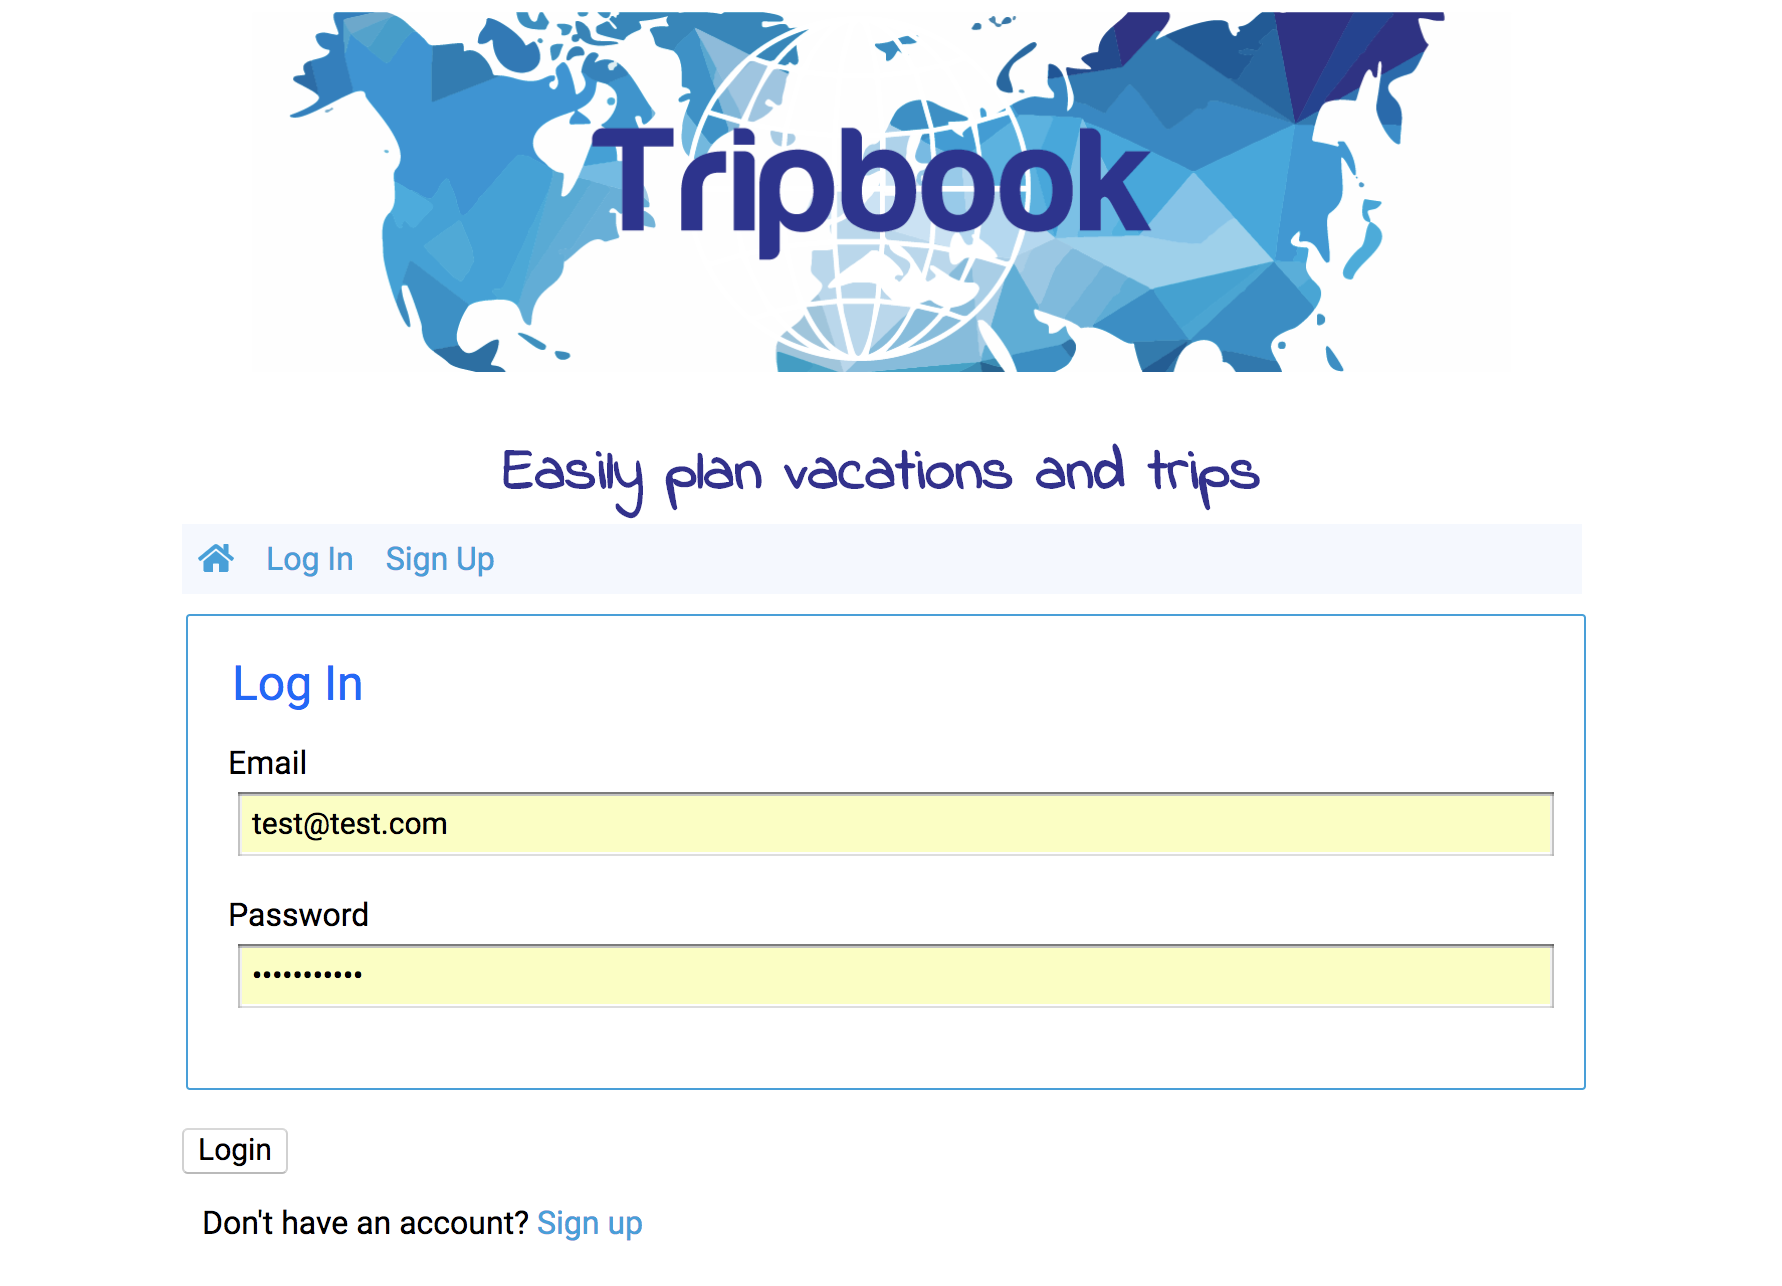 Tripbook
Easily plan vacations and trips
Log In Sign Up
Log In
Email
test@test.com
Password
•••••••••••
Login
Don't have an account? Sign up